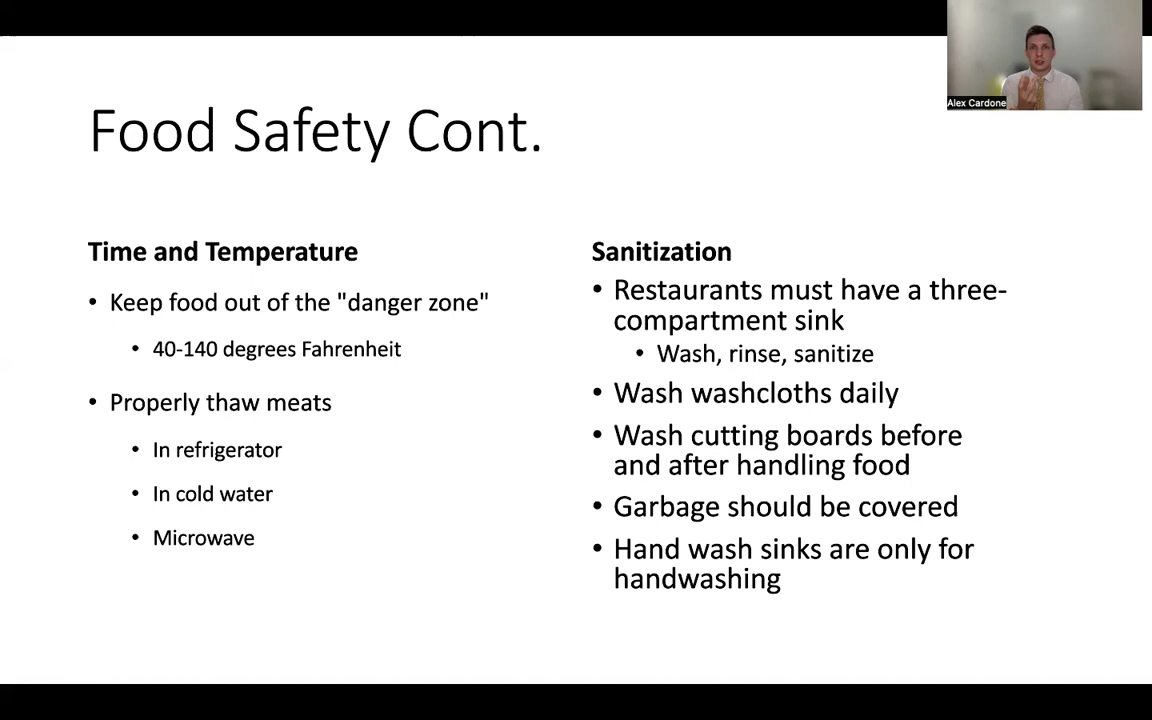 Alex Cardone
Food Safety Cont.
Time and Temperature
• Keep food out of the "danger zone"
• 40-140 degrees Fahrenheit
• Properly thaw meats
• In refrigerator
• In cold water
• Microwave
Sanitization
• Restaurants must have a three-
compartment sink
• Wash, rinse, sanitize
• Wash washcloths daily
• Wash cutting boards before
and after handling food
• Garbage should be covered
• Hand wash sinks are only for
handwashing